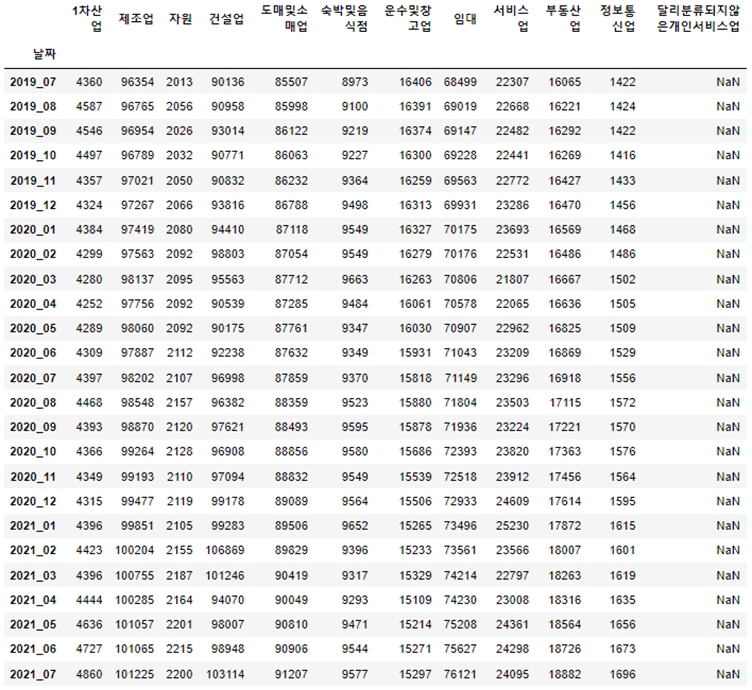 1차산업 제조업 자원 건설업 도매및소매업 숙박및음식점 운수및창고업 임대 서비스업 부동산업 정보통신업 달리분류되지않은개인서비스업
날짜
2019_07 4360 96354 2013 90136 85507 8973 16406 68499 22307 16065 1422 NaN
2019_08 4587 96765 2056 90958 85998 9100 16391 69019 22668 16221 1424 NaN
2019_09 4546 96954 2026 93014 86122 9219 16374 69147 22482 16292 1422 NaN
2019_10 4497 96789 2032 90771 86063 9227 16300 69228 22441 16269 1416 NaN
2019_11 4357 97021 2050 90832 86232 9364 16259 69563 22772 16427 1433 NaN
2019_12 4324 97267 2066 93816 86788 9498 16313 69931 23286 16470 1456 NaN
2020_01 4384 97419 2080 94410 87118 9549 16327 70175 23693 16569 1468 NaN
2020_02 4299 97563 2092 98803 87054 9549 16279 70176 22531 16486 1486 NaN
2020_03 4280 98137 2095 95563 87712 9663 16263 70806 21807 16667 1502 NaN
2020_04 4252 97756 2092 90539 87285 9484 16061 70578 22065 16636 1505 NaN
2020_05 4289 98060 2092 90175 87761 9347 16030 70907 22962 16825 1509 NaN
2020_06 4309 97887 2112 92238 87632 9349 15931 71043 23209 16869 1529 NaN
2020_07 4397 98202 2107 96998 87859 9370 15818 71149 23296 16918 1556 NaN
2020_08 4468 98548 2157 96382 88359 9523 15880 71804 23503 17115 1572 NaN
2020_09 4393 98870 2120 97621 88493 9595 15878 71936 23224 17221 1570 NaN
2020_10 4366 99264 2128 96908 88856 9580 15686 72393 23820 17363 1576 NaN
2020_11 4349 99193 2110 97094 88832 9549 15539 72518 23912 17456 1564 NaN
2020_12 4315 99477 2119 99178 89089 9564 15506 72933 24609 17614 1595 NaN
2021_01 4396 99851 2105 99283 89506 9652 15265 73496 25230 17872 1615 NaN
2021_02 4423 100204 2155 106869 89829 9396 15233 73561 23566 18007 1601 NaN
2021_03 4396 100755 2187 101246 90419 9317 15329 74214 22797 18263 1619 NaN
2021_04 4444 100285 2164 94070 90049 9293 15109 74230 23008 18316 1635 NaN
2021_05 4636 101057 2201 98007 90810 9471 15214 75208 24361 18564 1656 NaN
2021_06 4727 101065 2215 98948 90906 9544 15271 75627 24298 18726 1673 NaN
2021_07 4860 101225 2200 103114 91207 9577 15297 76121 24095 18882 1696 NaN